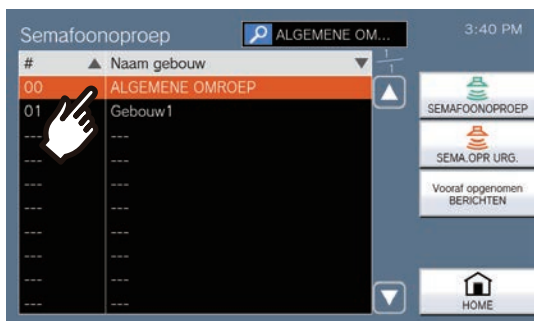 Semafoonoproep
ALGEMENE OM...
3:40 PM
# Naam gebouw
1/1
00 ALGEMENE OMROEP
01 Gebouw1
--- ---
--- ---
--- ---
--- ---
--- ---
--- ---
--- ---
SEMAFOONOPROEP
SEMA.OPR URG.
Vooraf opgenomen
BERICHTEN
HOME